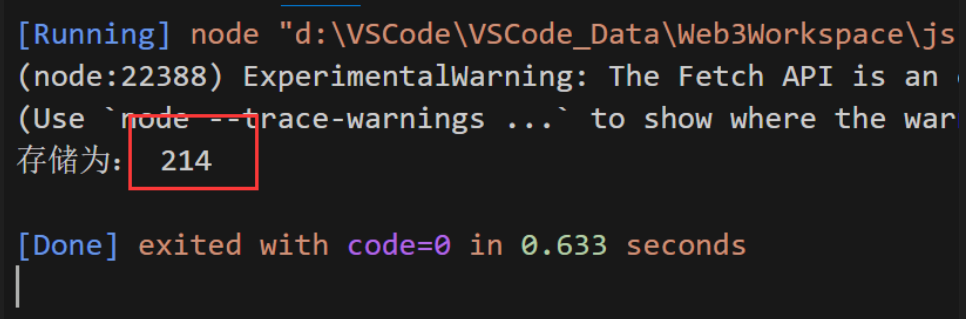 [Running] node "d:\VSCode\VSCode_Data\Web3Workspace\js
(node:22388) ExperimentalWarning: The Fetch API is an
(Use `node --trace-warnings ...` to show where the war
存储为： 214
[Done] exited with code=0 in 0.633 seconds